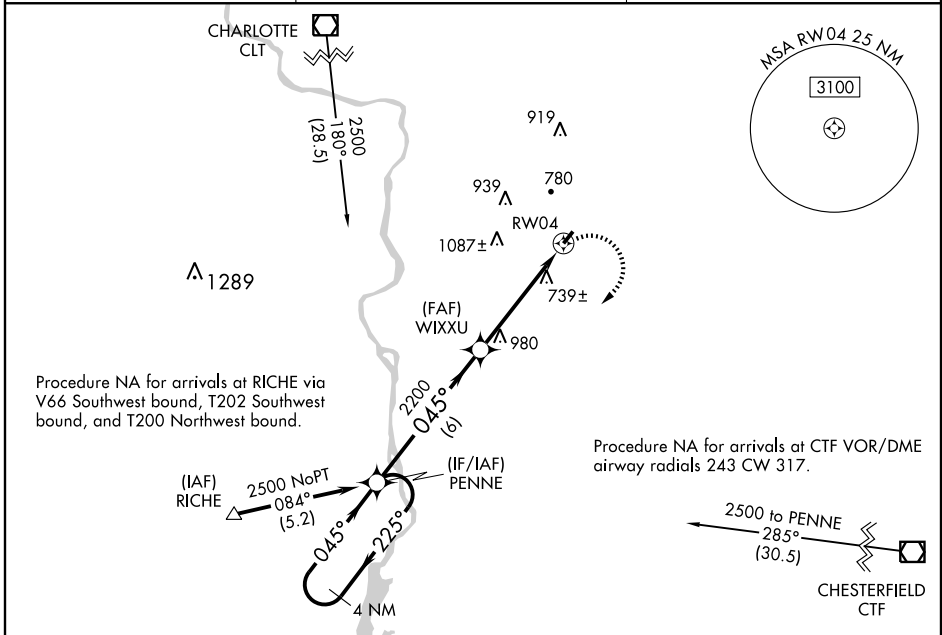 CHARLOTTE
CLT
2500
180°
(28.5)
MSA RW04 25 NM
3100
919
939
780
RW04
1087±
1289
739±
(FAF)
WIXXU
980
Procedure NA for arrivals at RICHE via
V66 Southwest bound, T202 Southwest
bound, and T200 Northwest bound.
2200
045°
(6)
Procedure NA for arrivals at CTF VOR/DME
airway radials 243 CW 317.
(IAF)
RICHE
2500 NoPT
084°
(5.2)
(IF/IAF)
PENNE
045°
225°
4 NM
2500 to PENNE
285°
(30.5)
CHESTERFIELD
CTF